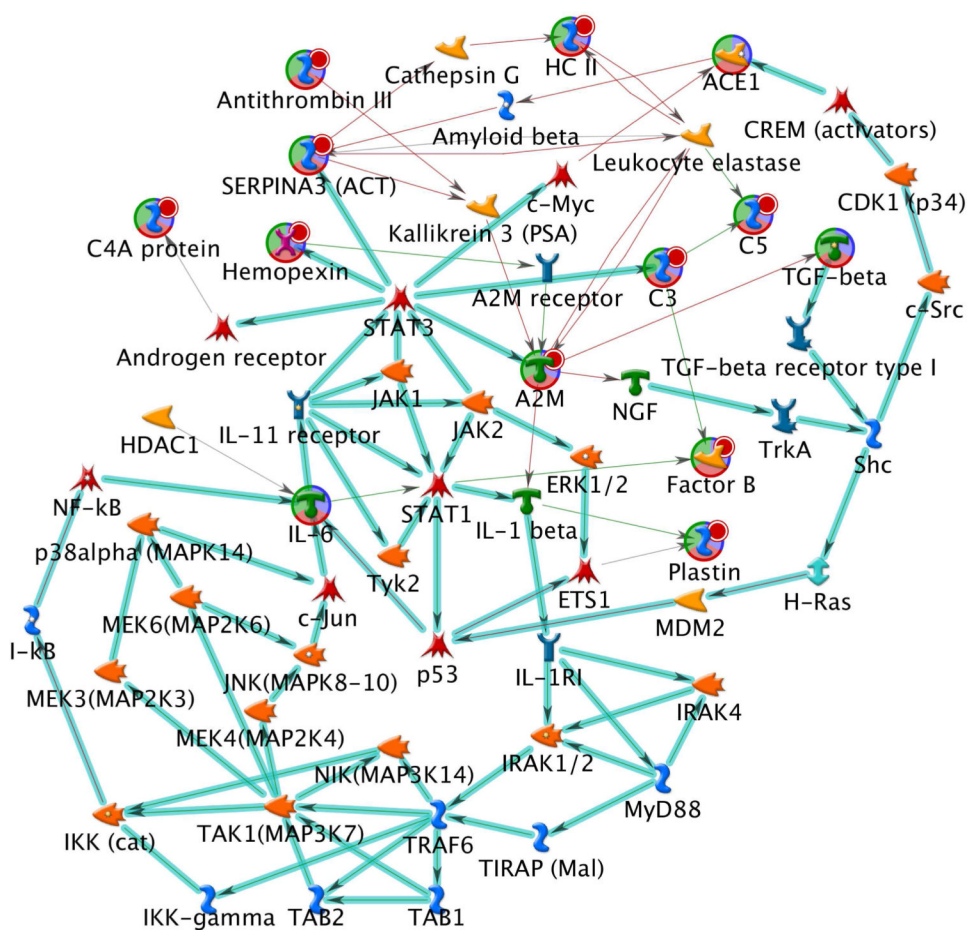 Cathepsin G
HC II
ACE1
Antithrombin III
Amyloid beta
CREM (activators)
Leukocyte elastase
SERPINA3 (ACT)
c-Myc
CDK1 (p34)
C4A protein
Kallikrein 3 (PSA)
C5
Hemopexin
A2M receptor
C3
TGF-beta
c-Src
STAT3
Androgen receptor
TGF-beta receptor type I
JAK1
A2M
NGF
HDAC1
IL-11 receptor
JAK2
TrkA
Shc
NF-kB
IL-6
STAT1
ERK1/2
IL-1 beta
Factor B
p38alpha (MAPK14)
Tyk2
Plastin
ETS1
H-Ras
MEK6(MAP2K6)
c-Jun
MDM2
I-kB
p53
IL-1RI
JNK(MAPK8-10)
MEK3(MAP2K3)
IRAK4
MEK4(MAP2K4)
NIK(MAP3K14)
IRAK1/2
MyD88
IKK (cat)
TAK1(MAP3K7)
TRAF6
TIRAP (Mal)
IKK-gamma
TAB2
TAB1